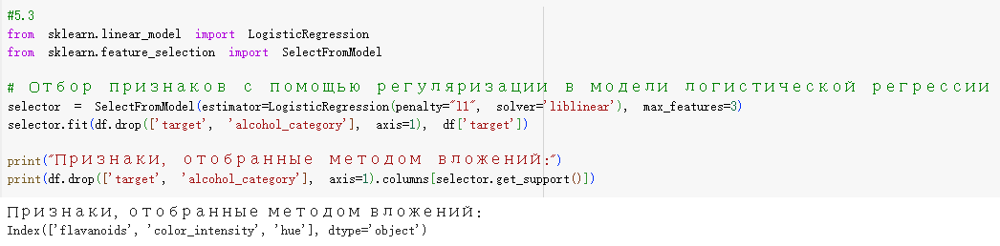 #5.3
from sklearn.linear_model import LogisticRegression
from sklearn.feature_selection import SelectFromModel
# Отбор признаков с помощью регуляризации в модели логистической регрессии
selector = SelectFromModel(estimator=LogisticRegression(penalty="l1", solver='liblinear'), max_features=3)
selector.fit(df.drop(['target', 'alcohol_category'], axis=1), df['target'])
print("Признаки, отобранные методом вложений:")
print(df.drop(['target', 'alcohol_category'], axis=1).columns[selector.get_support()])
Признаки, отобранные методом вложений:
Index(['flavanoids', 'color_intensity', 'hue'], dtype='object')